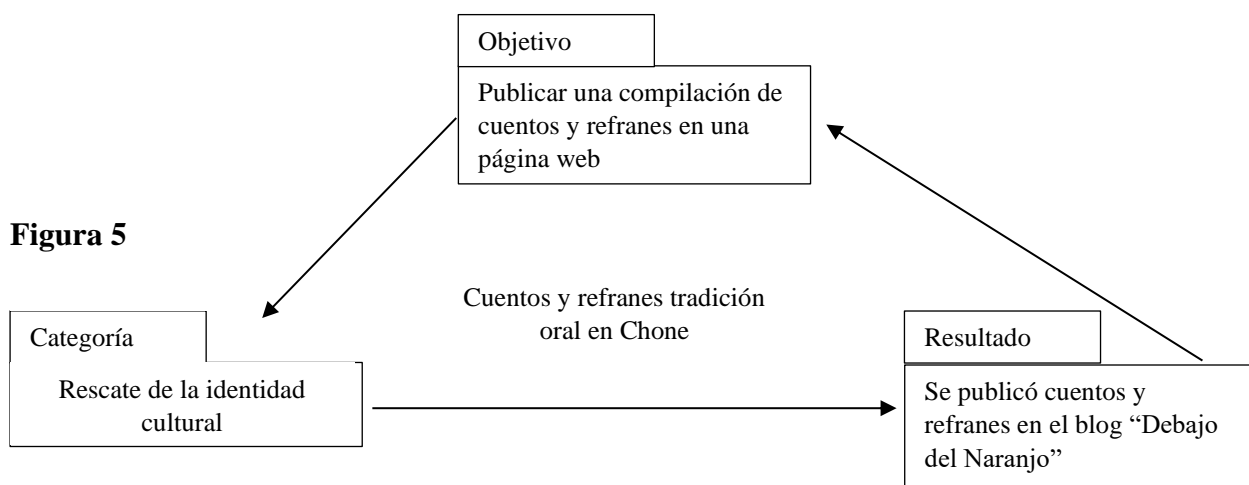 Objetivo
Publicar una compilación de
cuentos y refranes en una
página web
Figura 5
Cuentos y refranes tradición
oral en Chone
Categoría
Rescate de la identidad
cultural
Resultado
Se publicó cuentos y
refranes en el blog “Debajo
del Naranjo”